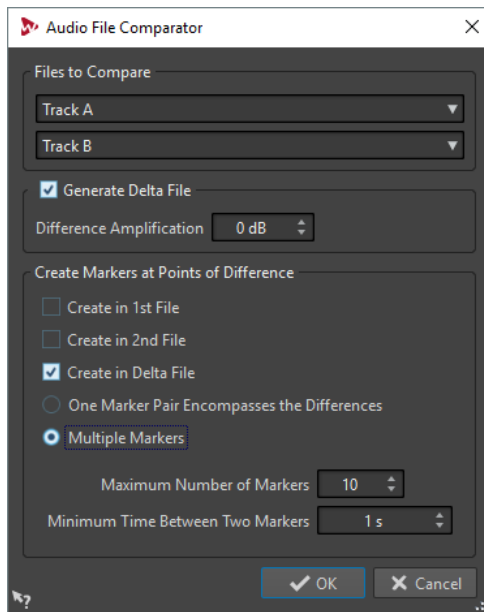 Audio File Comparator
Files to Compare
Track A
Track B
Generate Delta File
Difference Amplification 0 dB
Create Markers at Points of Difference
Create in 1st File
Create in 2nd File
Create in Delta File
One Marker Pair Encompasses the Differences
Multiple Markers
Maximum Number of Markers 10
Minimum Time Between Two Markers 1 s
OK Cancel
?